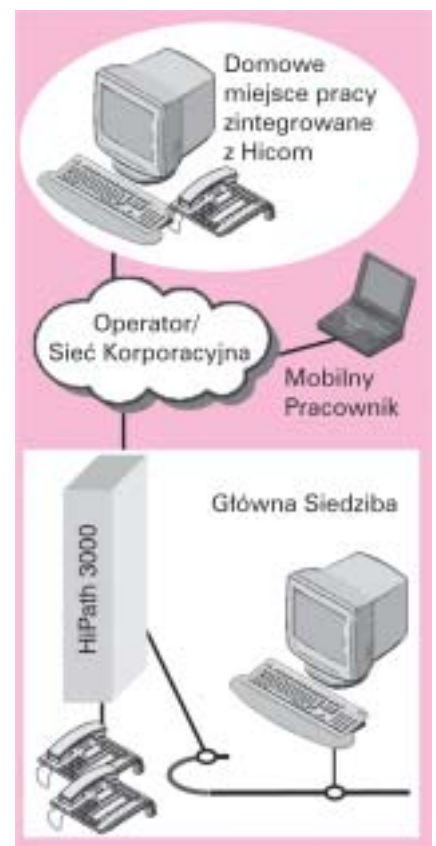 Domowe
miejsce pracy
zintegrowane
z Hicom
Operator/
Sieć Korporacyjna
Mobilny
Pracownik
Główna Siedziba
HiPath 3000